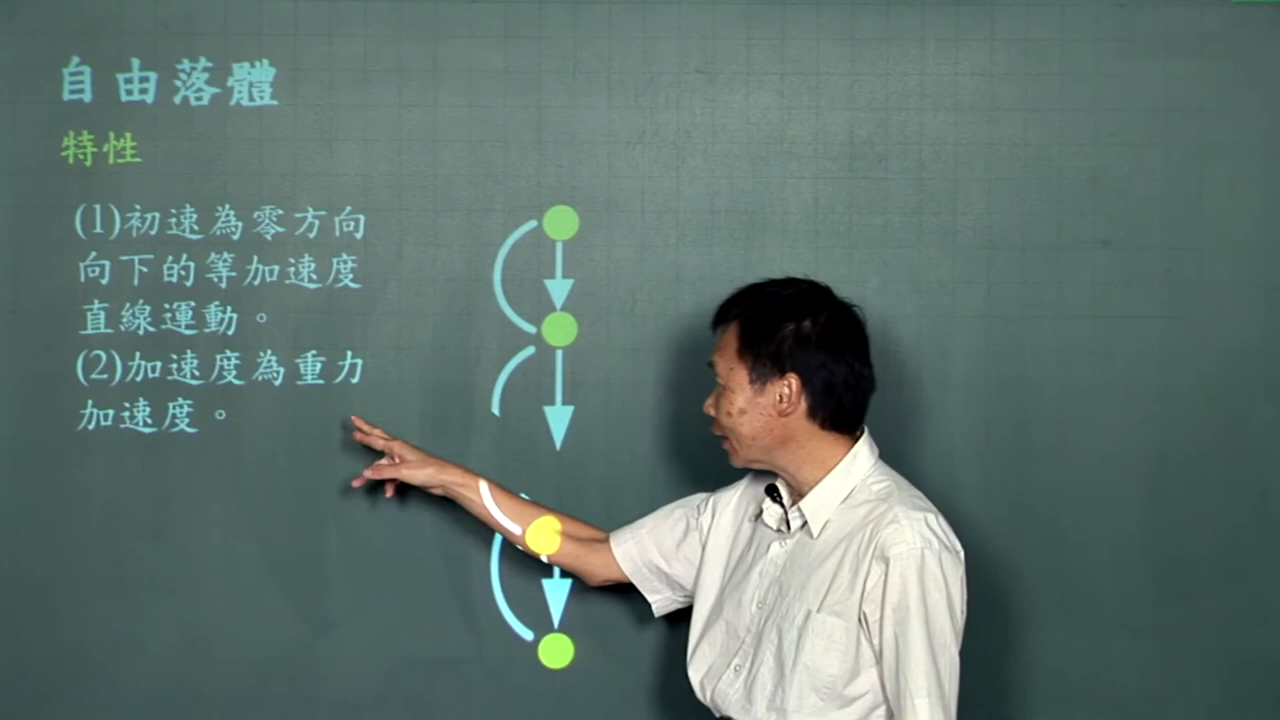 自由落體
特性
(1)初速為零方向
向下的等加速度
直線運動。
(2)加速度為重力
加速度。